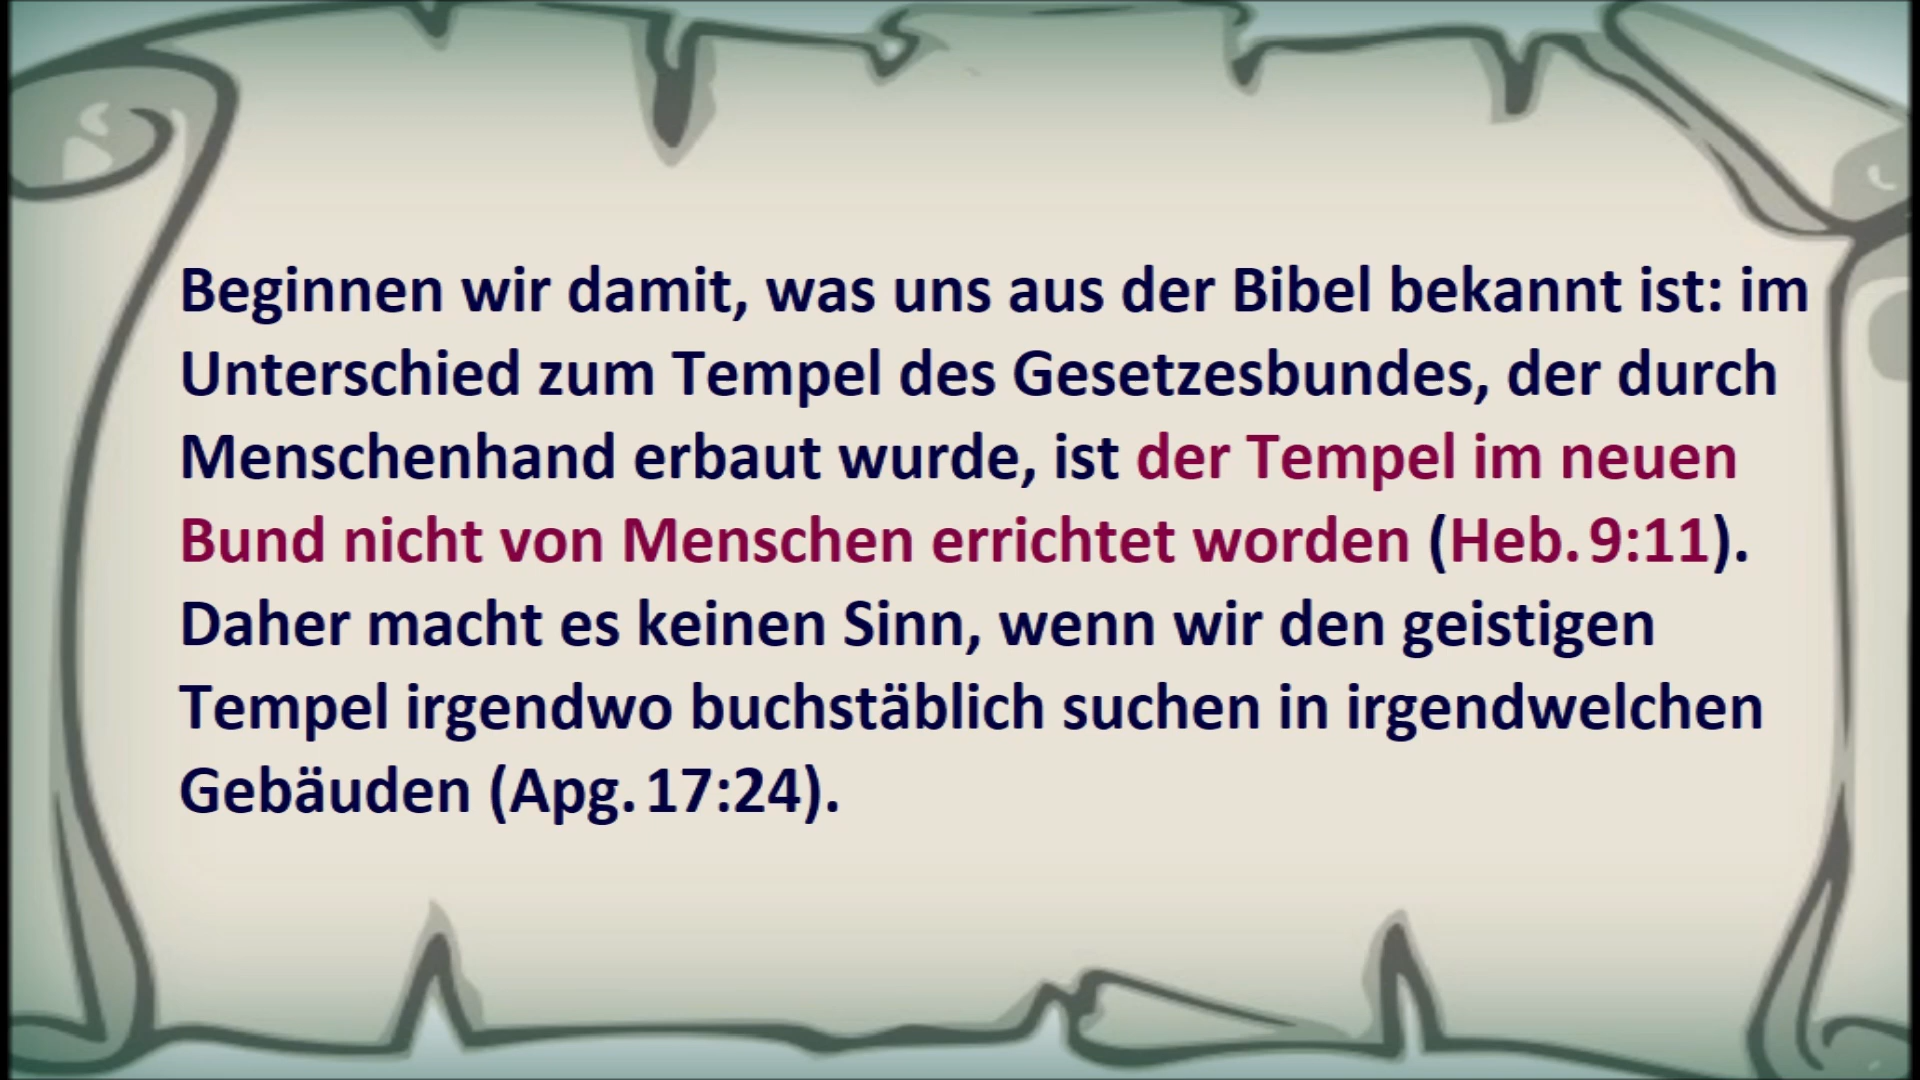 Beginnen wir damit, was uns aus der Bibel bekannt ist: im
Unterschied zum Tempel des Gesetzesbundes, der durch
Menschenhand erbaut wurde, ist der Tempel im neuen
Bund nicht von Menschen errichtet worden (Heb. 9:11).
Daher macht es keinen Sinn, wenn wir den geistigen
Tempel irgendwo buchstäblich suchen in irgendwelchen
Gebäuden (Apg. 17:24).